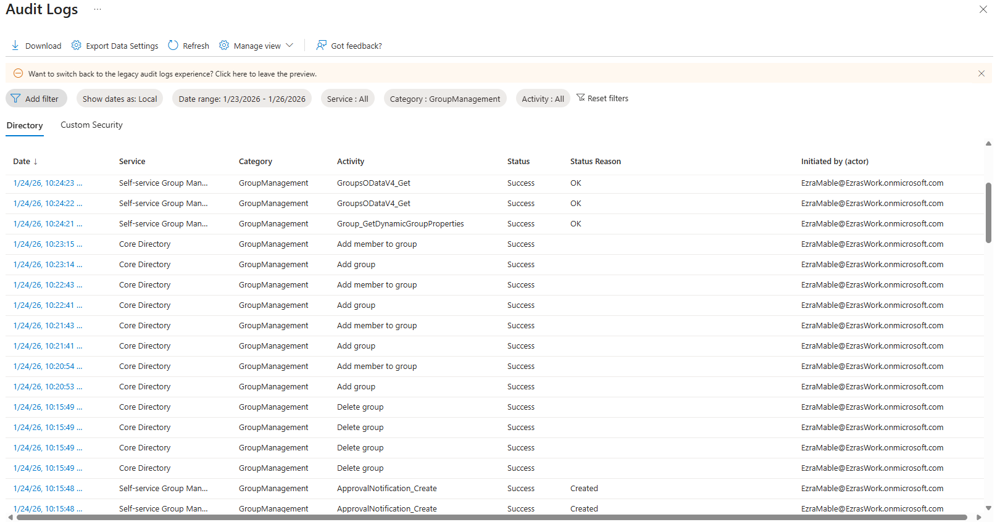 Audit Logs ...
Download Export Data Settings Refresh Manage view Got feedback?
Want to switch back to the legacy audit logs experience? Click here to leave the preview.
Add filter Show dates as: Local Date range: 1/23/2026 - 1/26/2026 Service : All Category : GroupManagement Activity : All Reset filters
Directory Custom Security
Date ↓ Service Category Activity Status Status Reason Initiated by (actor)
1/24/26, 10:24:23 ... Self-service Group Man... GroupManagement GroupsODataV4_Get Success OK EzraMable@EzrasWork.onmicrosoft.com
1/24/26, 10:24:22 ... Self-service Group Man... GroupManagement GroupsODataV4_Get Success OK EzraMable@EzrasWork.onmicrosoft.com
1/24/26, 10:24:21 ... Self-service Group Man... GroupManagement Group_GetDynamicGroupProperties Success OK EzraMable@EzrasWork.onmicrosoft.com
1/24/26, 10:23:15 ... Core Directory GroupManagement Add member to group Success EzraMable@EzrasWork.onmicrosoft.com
1/24/26, 10:23:14 ... Core Directory GroupManagement Add group Success EzraMable@EzrasWork.onmicrosoft.com
1/24/26, 10:22:43 ... Core Directory GroupManagement Add member to group Success EzraMable@EzrasWork.onmicrosoft.com
1/24/26, 10:22:41 ... Core Directory GroupManagement Add group Success EzraMable@EzrasWork.onmicrosoft.com
1/24/26, 10:21:43 ... Core Directory GroupManagement Add member to group Success EzraMable@EzrasWork.onmicrosoft.com
1/24/26, 10:21:41 ... Core Directory GroupManagement Add group Success EzraMable@EzrasWork.onmicrosoft.com
1/24/26, 10:20:54 ... Core Directory GroupManagement Add member to group Success EzraMable@EzrasWork.onmicrosoft.com
1/24/26, 10:20:53 ... Core Directory GroupManagement Add group Success EzraMable@EzrasWork.onmicrosoft.com
1/24/26, 10:15:49 ... Core Directory GroupManagement Delete group Success EzraMable@EzrasWork.onmicrosoft.com
1/24/26, 10:15:49 ... Core Directory GroupManagement Delete group Success EzraMable@EzrasWork.onmicrosoft.com
1/24/26, 10:15:49 ... Core Directory GroupManagement Delete group Success EzraMable@EzrasWork.onmicrosoft.com
1/24/26, 10:15:49 ... Core Directory GroupManagement Delete group Success EzraMable@EzrasWork.onmicrosoft.com
1/24/26, 10:15:48 ... Self-service Group Man... GroupManagement ApprovalNotification_Create Success Created EzraMable@EzrasWork.onmicrosoft.com
1/24/26, 10:15:48 ... Self-service Group Man... GroupManagement ApprovalNotification_Create Success Created EzraMable@EzrasWork.onmicrosoft.com